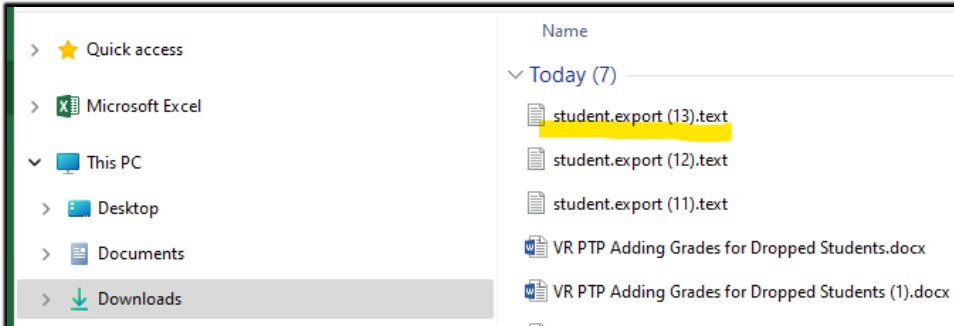 Quick access
Microsoft Excel
This PC
Desktop
Documents
Downloads
Name
Today (7)
student.export (13).text
student.export (12).text
student.export (11).text
VR PTP Adding Grades for Dropped Students.docx
VR PTP Adding Grades for Dropped Students (1).docx